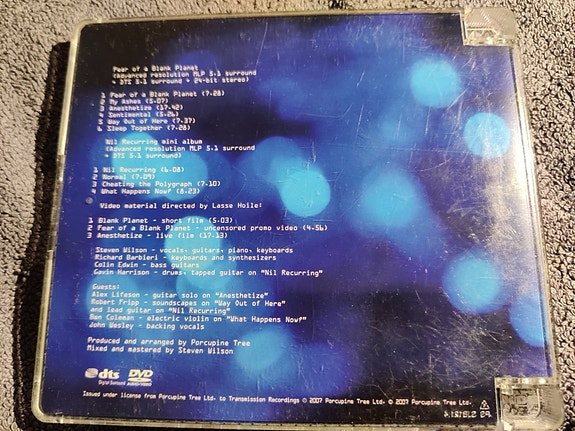 Fear of a Blank Planet
(Advanced resolution MLP 5.1 surround
+ DTS 5.1 surround + 24-bit stereo)
1 Fear of a Blank Planet (7.28)
2 My Ashes (5.07)
3 Anesthetize (17.42)
4 Sentimental (5.26)
5 Way Out of Here (7.37)
6 Sleep Together (7.28)
Nil Recurring mini album
(Advanced resolution MLP 5.1 surround
+ DTS 5.1 surround)
1 Nil Recurring (6.08)
2 Normal (7.09)
3 Cheating the Polygraph (7.10)
4 What Happens Now? (8.23)
Video material directed by Lasse Hoile:
1 Blank Planet - short film (5.03)
2 Fear of a Blank Planet - uncensored promo video (4.56)
3 Anesthetize - live film (17.13)
Steven Wilson - vocals, guitars, piano, keyboards
Richard Barbieri - keyboards and synthesizers
Colin Edwin - bass guitars
Gavin Harrison - drums, tapped guitar on "Nil Recurring"
Guests:
Alex Lifeson - guitar solo on "Anesthetize"
Robert Fripp - soundscapes on "Way Out of Here"
and lead guitar on "Nil Recurring"
Ben Coleman - electric violin on "What Happens Now?"
John Wesley - backing vocals
Produced and arranged by Porcupine Tree
Mixed and mastered by Steven Wilson
dts
Digital Surround
DVD
AUDIO/VIDEO
Issued under license from Porcupine Tree Ltd. to Transmission Recordings ℗ 2007 Porcupine Tree Ltd. © 2007 Porcupine Tree Ltd.